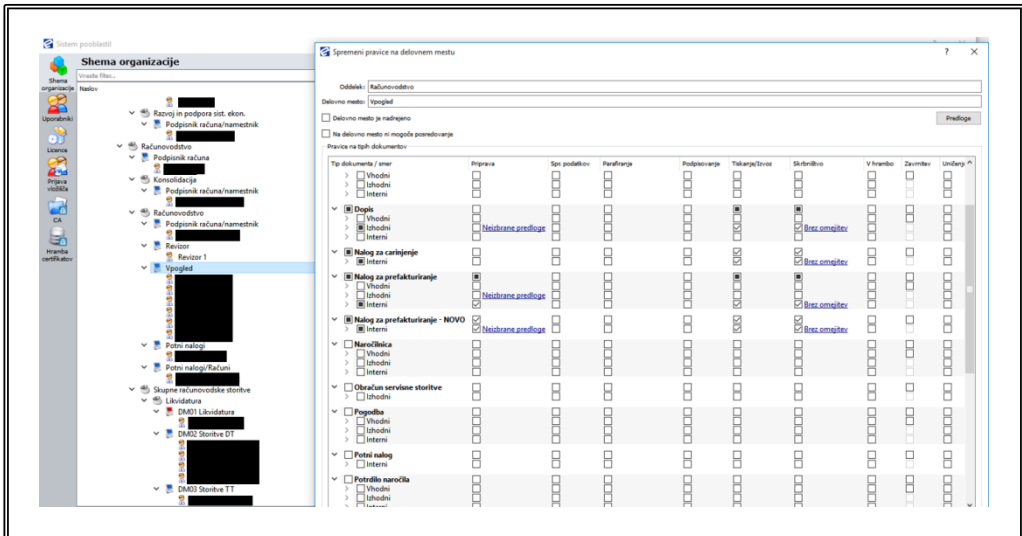 Sistem pooblastil
Shema organizacije
Vnesite filter...
Naslov
Shema organizacije
Uporabniki
Licence
Prijava vložišča
CA
Hramba certifikatov
Razvoj in podpora sist. ekon.
Podpisnik računa/namestnik
Računovodstvo
Podpisnik računa
Konsolidacija
Podpisnik računa/namestnik
Računovodstvo
Podpisnik računa/namestnik
Revizor
Revizor 1
Vpogled
Potni nalogi
Potni nalogi/Računi
Skupne računovodske storitve
Likvidatura
DM01 Likvidatura
DM02 Storitve DT
DM03 Storitve TT
Spremeni pravice na delovnem mestu
Oddelek: Računovodstvo
Delovno mesto: Vpogled
Delovno mesto je nadrejeno
Predloge
Na delovno mesto ni mogoče posredovanje
Pravice na tipih dokumentov
Tip dokumenta / smer Priprava Sprs podatkov Parafiranje Podpisovanje Tiskanje/Izvoz Skrbništvo V hrambo Zavrnitev Uničenj
Vhodni
Izhodni
Interni
Dopis
Vhodni
Izhodni Neizbrane predloge Brez omejitev
Interni
Nalog za carinjenje
Interni Brez omejitev
Nalog za prefakturiranje
Vhodni
Izhodni Neizbrane predloge
Interni Brez omejitev
Nalog za prefakturiranje - NOVO
Interni Neizbrane predloge Brez omejitev
Naročilnica
Vhodni
Izhodni
Interni
Obračun servisne storitve
Izhodni
Pogodba
Vhodni
Izhodni
Interni
Potni nalog
Interni
Potrdilo naročila
Vhodni
Izhodni
Interni